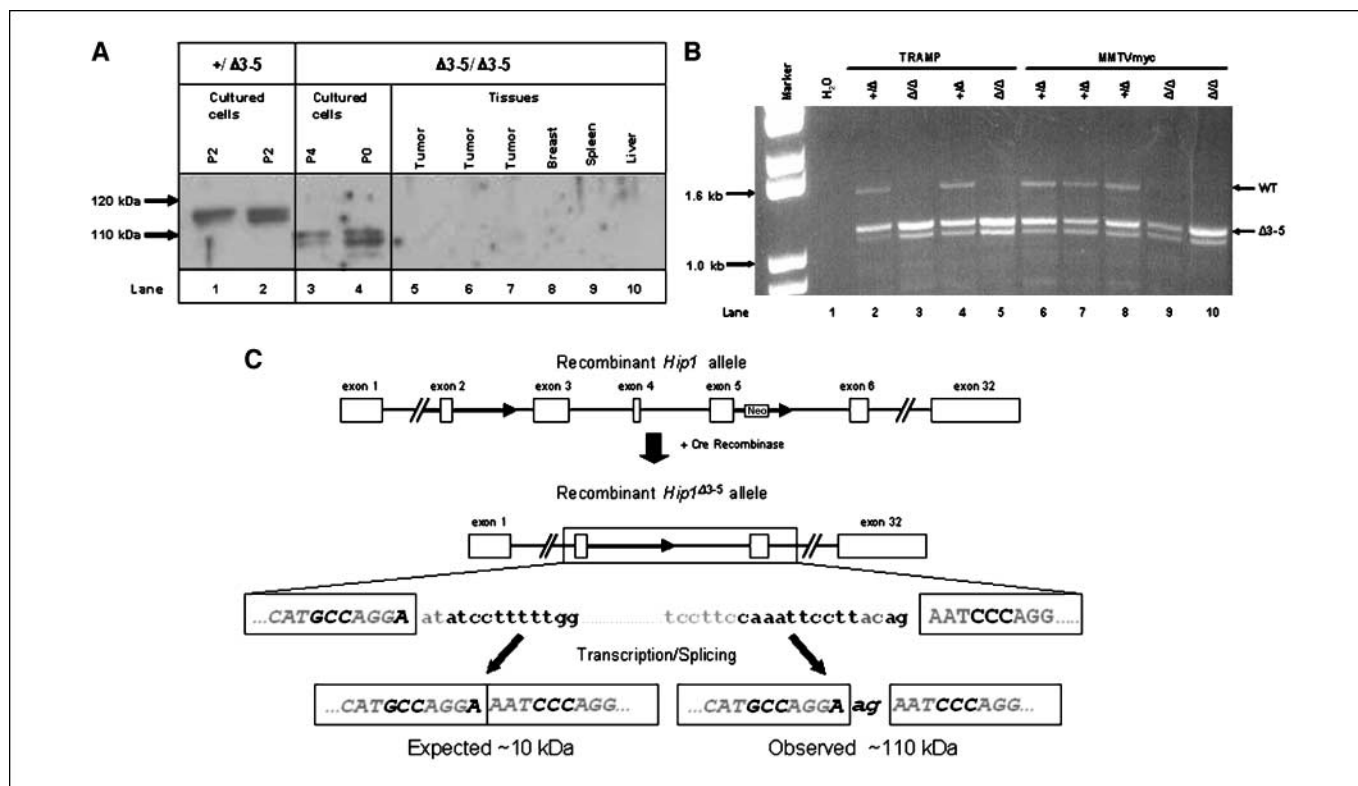 A
+/ Δ3-5
Δ3-5/Δ3-5
Cultured cells
Cultured cells
Tissues
P2
P2
P4
P0
Tumor
Tumor
Tumor
Breast
Spleen
Liver
120 kDa
110 kDa
Lane 1 2 3 4 5 6 7 8 9 10
B
TRAMP
MMTVmyc
Marker
H2O
+/Δ
Δ/Δ
+/Δ
Δ/Δ
+/Δ
+/Δ
+/Δ
Δ/Δ
Δ/Δ
1.6 kb
WT
Δ3-5
1.0 kb
Lane 1 2 3 4 5 6 7 8 9 10
C
Recombinant Hip1 allele
exon 1 exon 2 exon 3 exon 4 exon 5 exon 6 exon 32
Neo
+ Cre Recombinase
Recombinant Hip1Δ3-5 allele
exon 1 exon 32
...CATGCCAGGA atatcctttttgg tccttccaaattccttacag AATCCCAGG.....
Transcription/Splicing
...CATGCCAGGA AATCCCAGG... ...CATGCCAGGA ag AATCCCAGG...
Expected ~10 kDa
Observed ~110 kDa